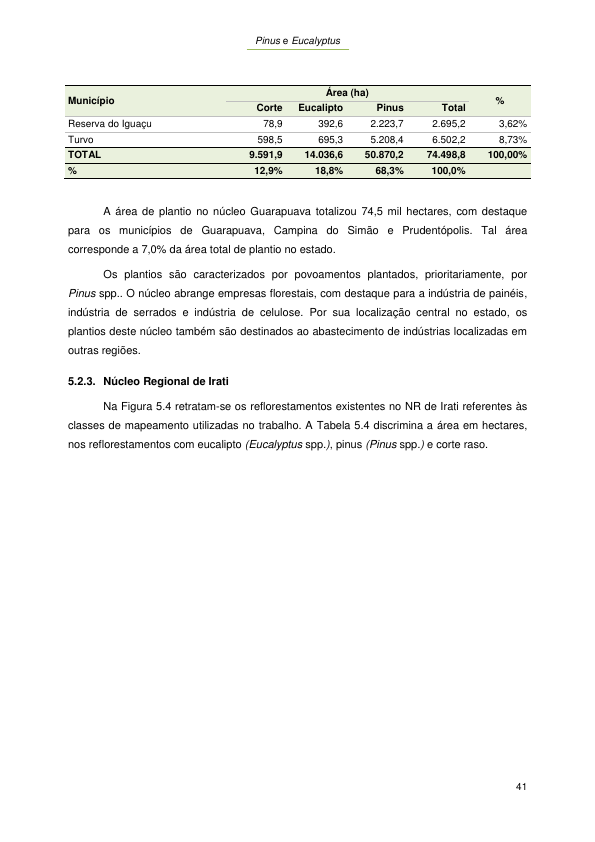 Pinus e Eucalyptus
Município Área (ha) %
Corte Eucalipto Pinus Total
Reserva do Iguaçu 78,9 392,6 2.223,7 2.695,2 3,62%
Turvo 598,5 695,3 5.208,4 6.502,2 8,73%
TOTAL 9.591,9 14.036,6 50.870,2 74.498,8 100,00%
% 12,9% 18,8% 68,3% 100,0%
A área de plantio no núcleo Guarapuava totalizou 74,5 mil hectares, com destaque
para os municípios de Guarapuava, Campina do Simão e Prudentópolis. Tal área
corresponde a 7,0% da área total de plantio no estado.
Os plantios são caracterizados por povoamentos plantados, prioritariamente, por
Pinus spp.. O núcleo abrange empresas florestais, com destaque para a indústria de painéis,
indústria de serrados e indústria de celulose. Por sua localização central no estado, os
plantios deste núcleo também são destinados ao abastecimento de indústrias localizadas em
outras regiões.
5.2.3. Núcleo Regional de Irati
Na Figura 5.4 retratam-se os reflorestamentos existentes no NR de Irati referentes às
classes de mapeamento utilizadas no trabalho. A Tabela 5.4 discrimina a área em hectares,
nos reflorestamentos com eucalipto (Eucalyptus spp.), pinus (Pinus spp.) e corte raso.
41